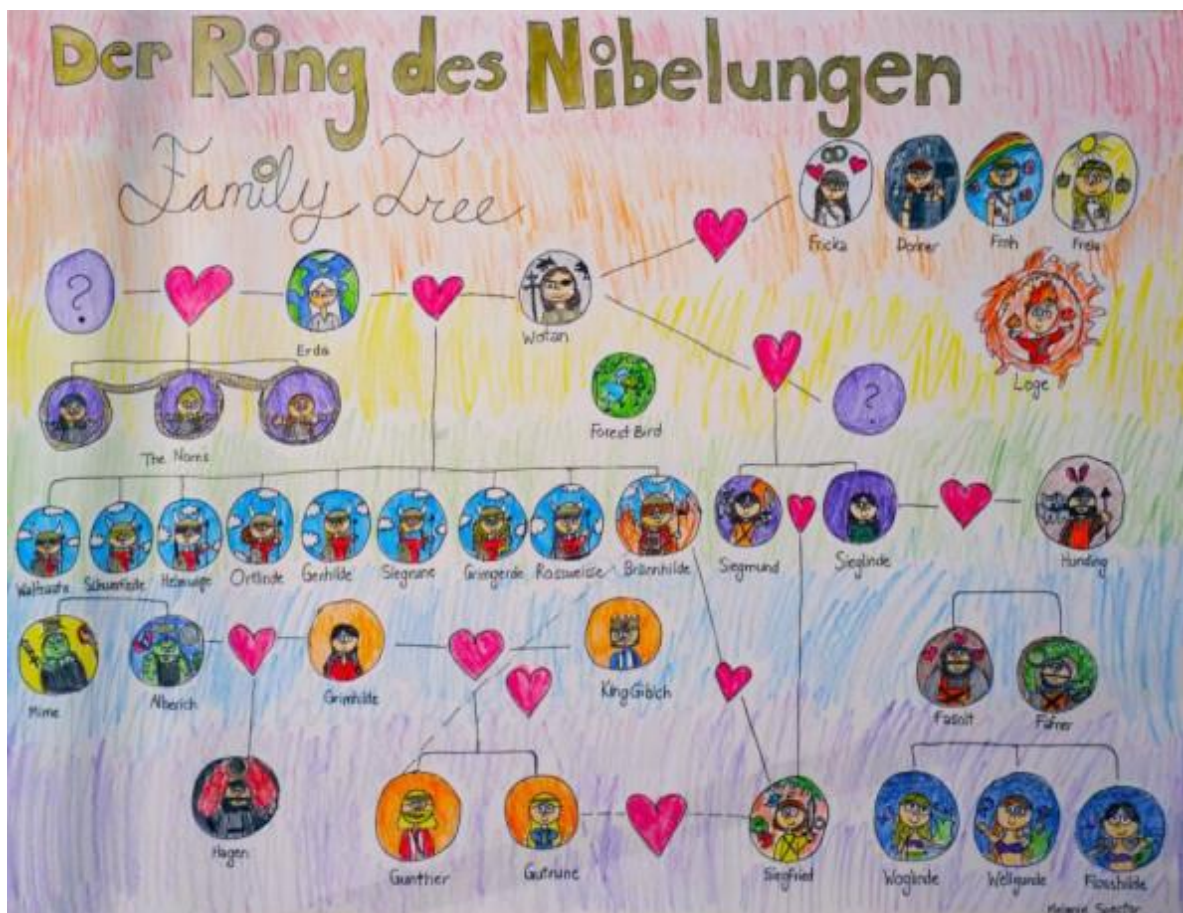 Der Ring des Nibelungen
Family Tree
Fricka Donner Froh Freia
?
Erda
Wotan
Loge
?
Forest Bird
The Norns
Waltraute Schwertleite Helmwige Ortlinde Gerhilde Siegrune Grimgerde Rossweisse Brünnhilde Siegmund Sieglinde Hunding
Mime Alberich Grimhilde King Gibich
Fasolt Fafner
Hagen Gunther Gutrune Siegfried Woglinde Wellgunde Flosshilde
Melanie Spector